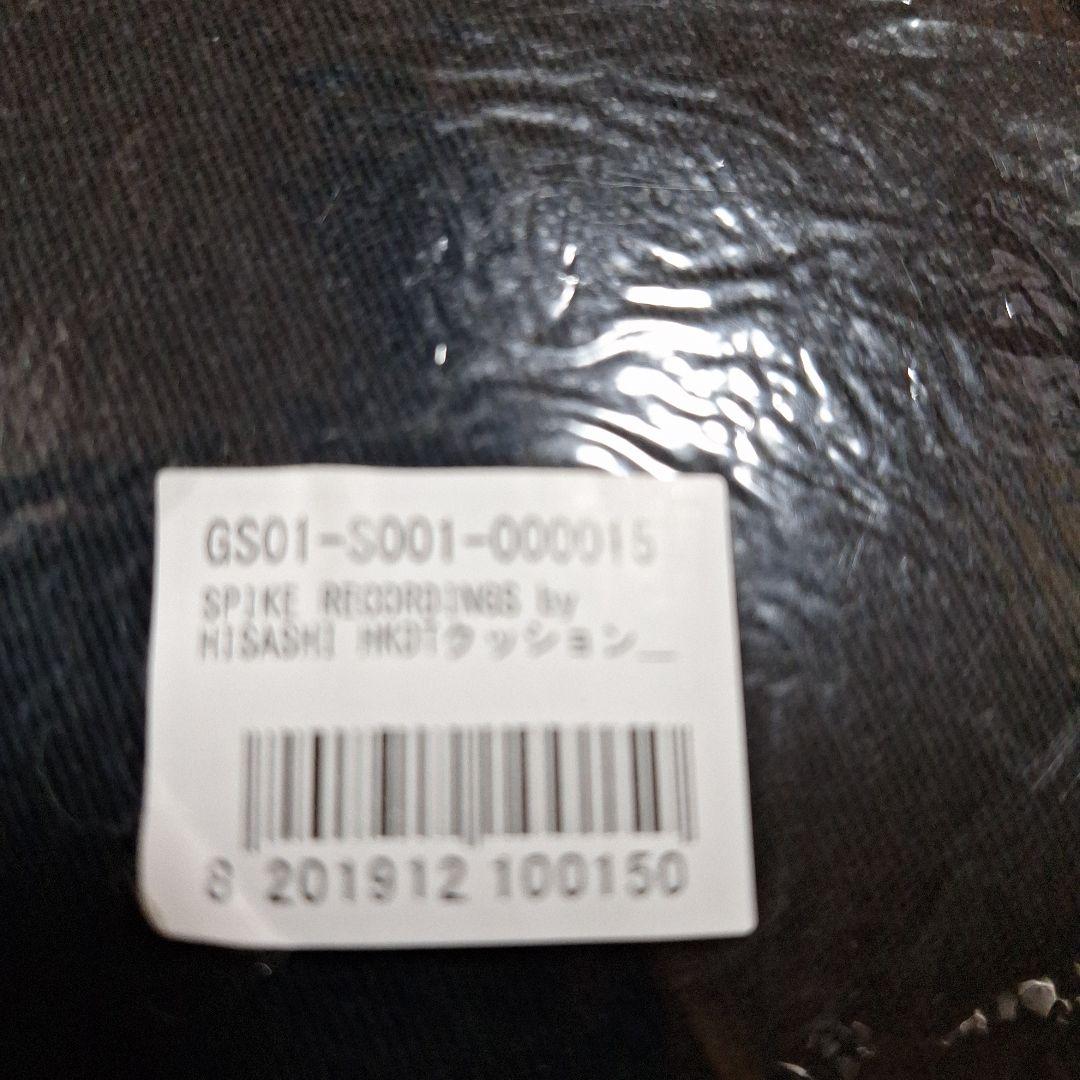 GS01-S001-000015
SPIKE RECORDINGS by
HISASHI HKDTクッション__
8 201912 100150